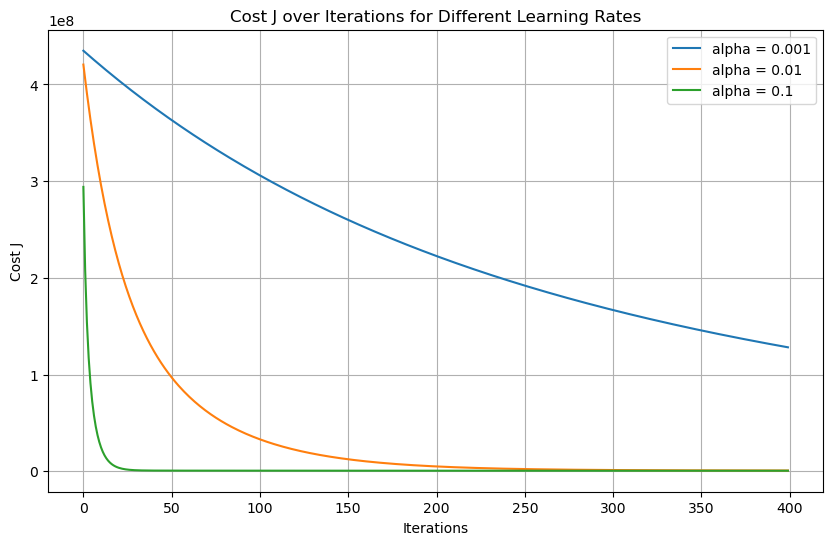 Cost J over Iterations for Different Learning Rates
1e8
alpha = 0.001
alpha = 0.01
alpha = 0.1
4
3
2
1
0
Cost J
0 50 100 150 200 250 300 350 400
Iterations